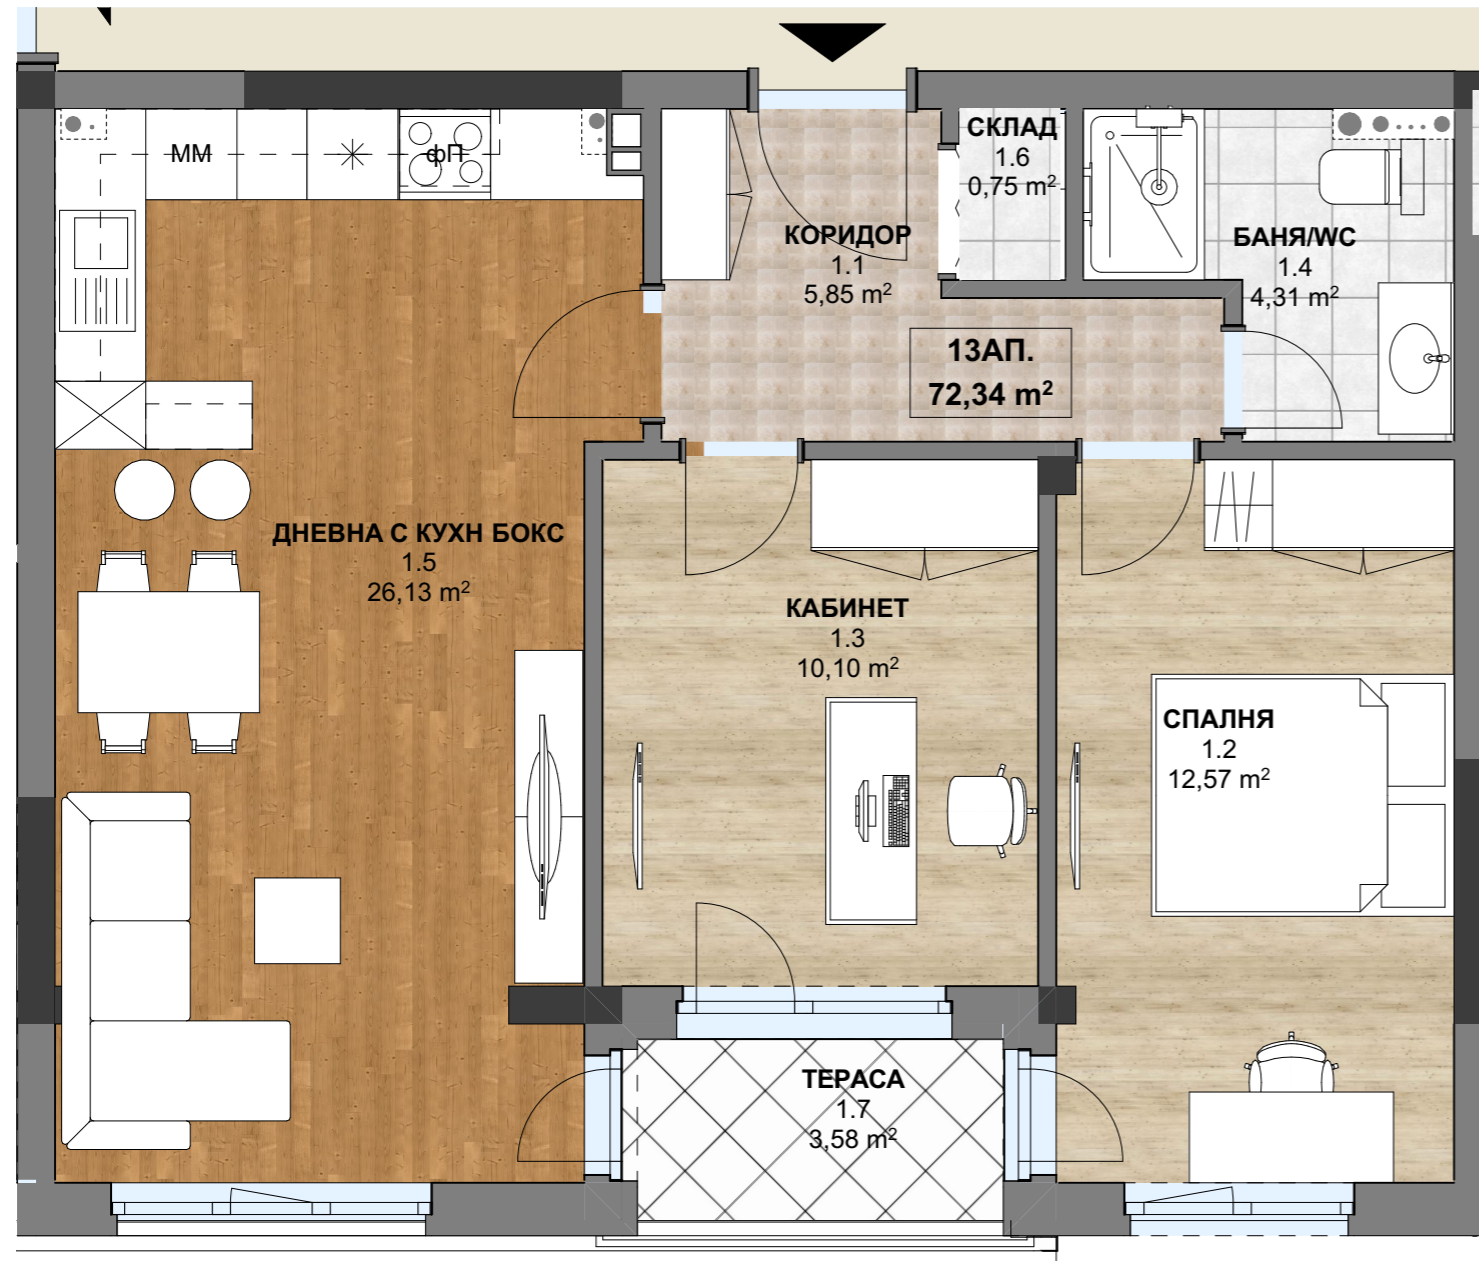 СКЛАД
1.6
0,75 m²
ММ
фП
КОРИДОР
1.1
5,85 m²
БАНЯ/WC
1.4
4,31 m²
13АП.
72,34 m²
ДНЕВНА С КУХН БОКС
1.5
26,13 m²
КАБИНЕТ
1.3
10,10 m²
СПАЛНЯ
1.2
12,57 m²
ТЕРАСА
1.7
3,58 m²